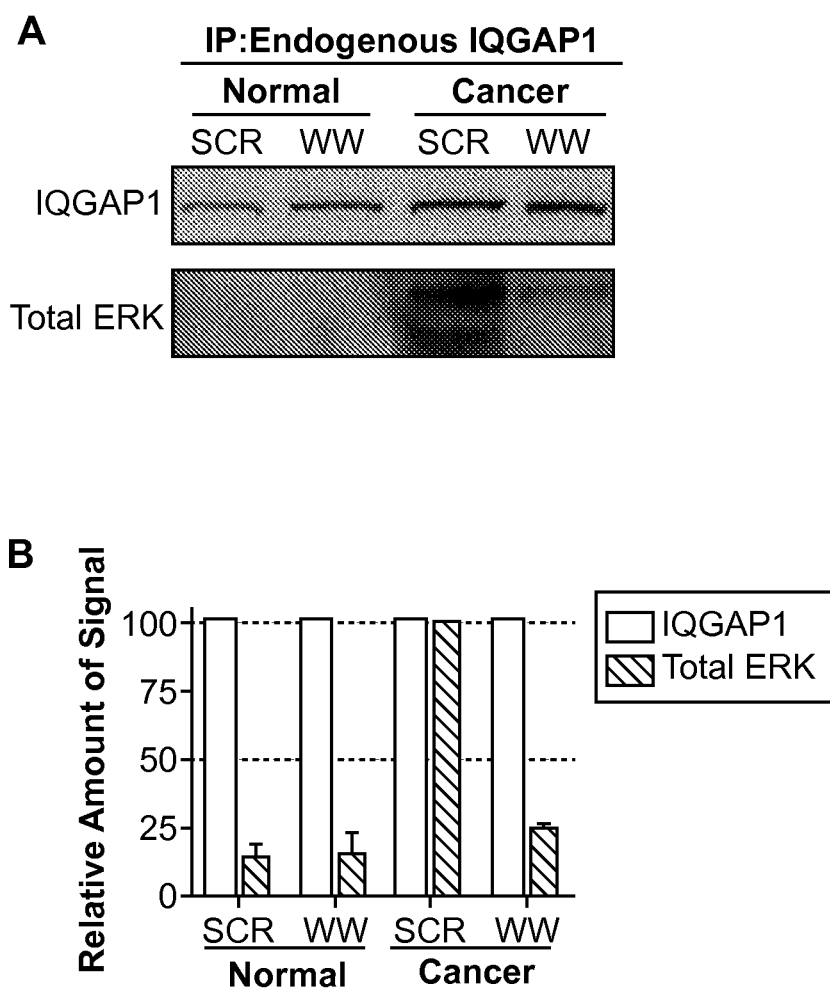 A
IP:Endogenous IQGAP1
Normal Cancer
SCR WW SCR WW
IQGAP1
Total ERK
B
Relative Amount of Signal
100
75
50
25
0
SCR WW SCR WW
Normal Cancer
IQGAP1
Total ERK